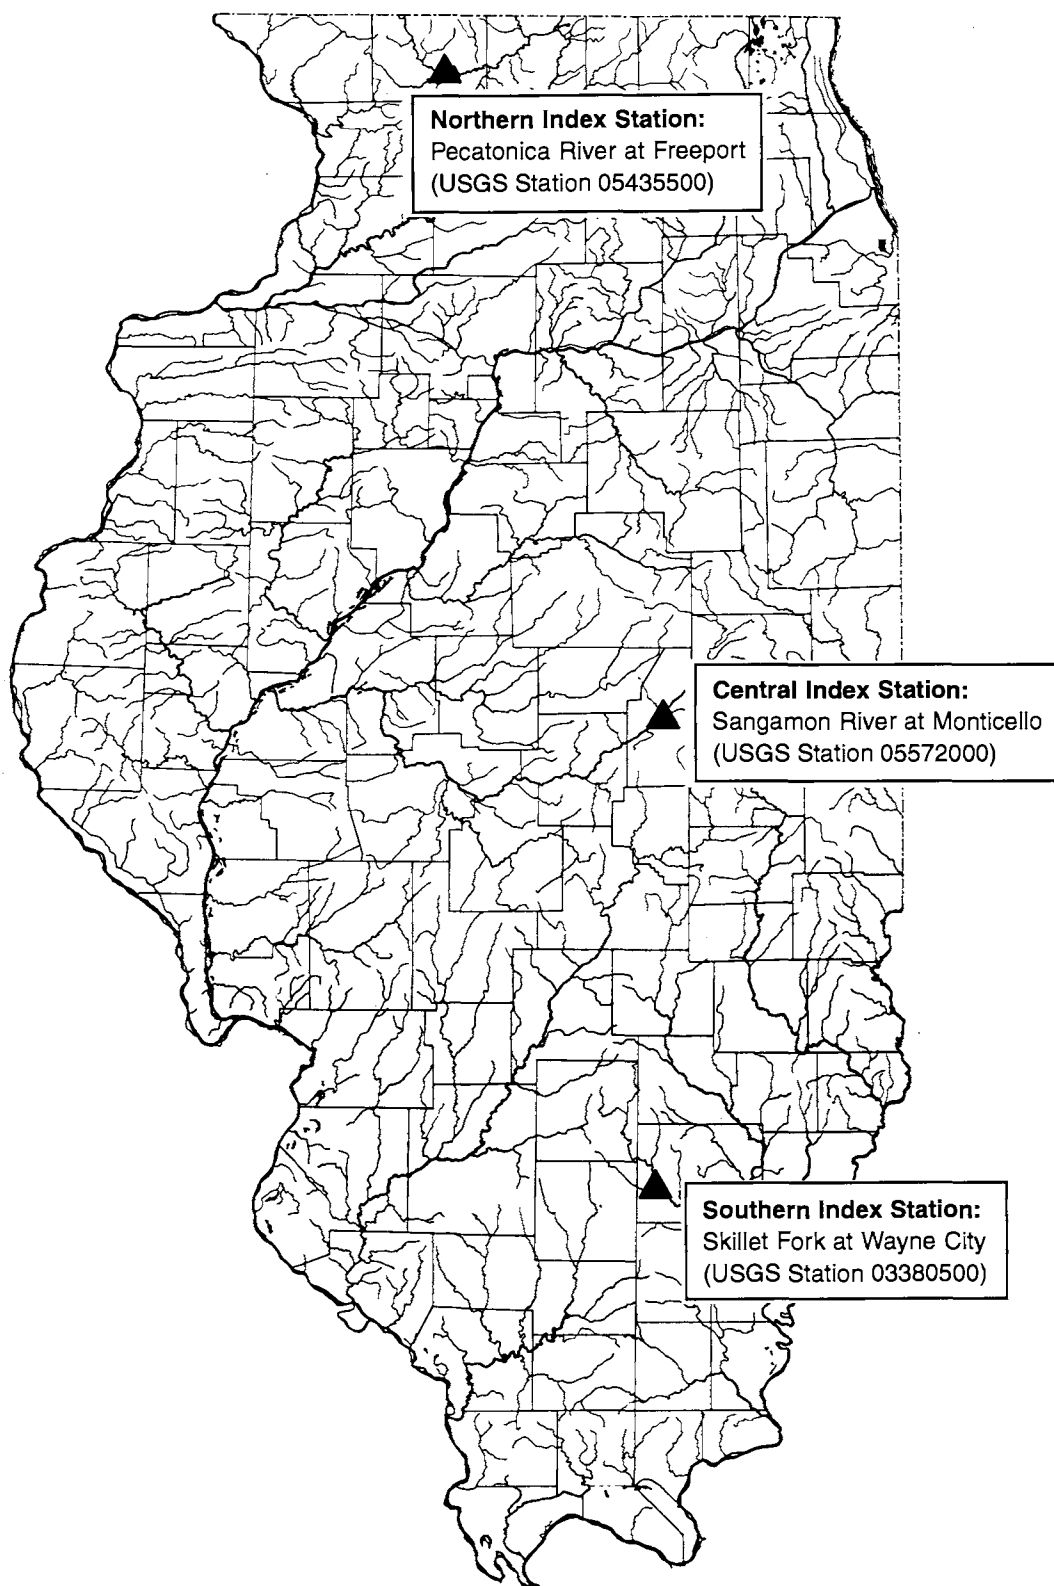 Northern Index Station:
Pecatonica River at Freeport
(USGS Station 05435500)
Central Index Station:
Sangamon River at Monticello
(USGS Station 05572000)
Southern Index Station:
Skillet Fork at Wayne City
(USGS Station 03380500)